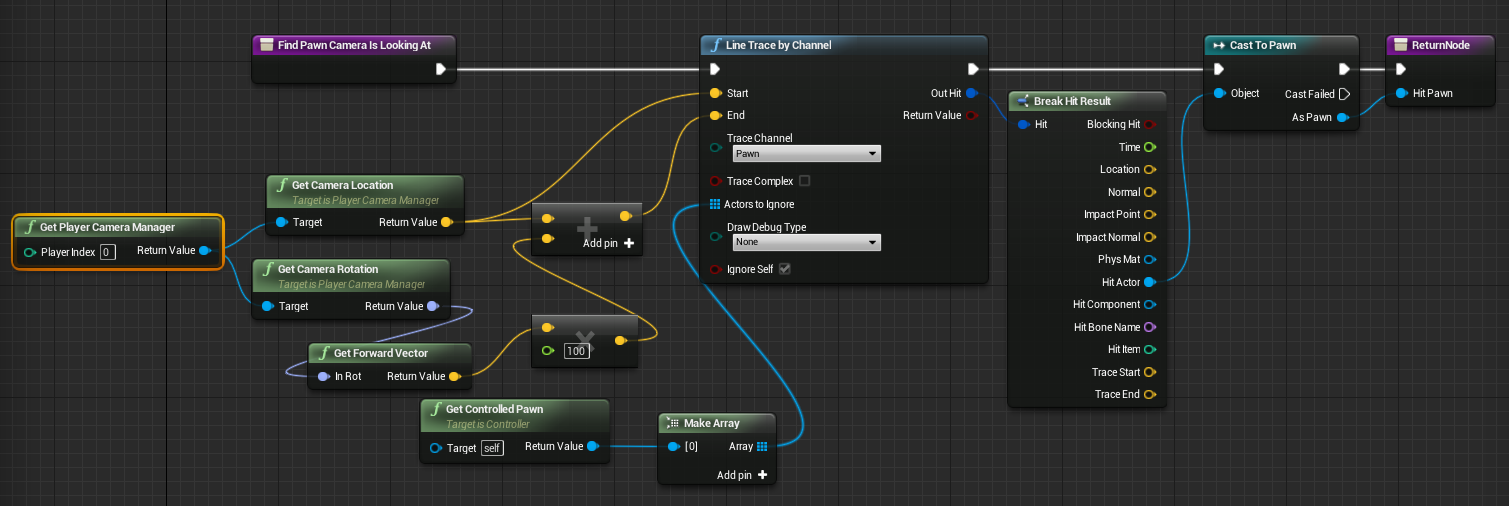 Find Pawn Camera Is Looking At
Line Trace by Channel
Start
Out Hit
End
Return Value
Trace Channel
Pawn
Trace Complex
Actors to Ignore
Draw Debug Type
None
Ignore Self
Cast To Pawn
Object
Cast Failed
As Pawn
ReturnNode
Hit Pawn
Break Hit Result
Hit
Blocking Hit
Time
Location
Normal
Impact Point
Impact Normal
Phys Mat
Hit Actor
Hit Component
Hit Bone Name
Hit Item
Trace Start
Trace End
Get Player Camera Manager
Player Index 0
Return Value
Get Camera Location
Target is Player Camera Manager
Target
Return Value
Add pin +
Get Camera Rotation
Target is Player Camera Manager
Target
Return Value
Get Forward Vector
In Rot
Return Value
100
Get Controlled Pawn
Target is Controller
Target self
Return Value
Make Array
[0]
Array
Add pin +